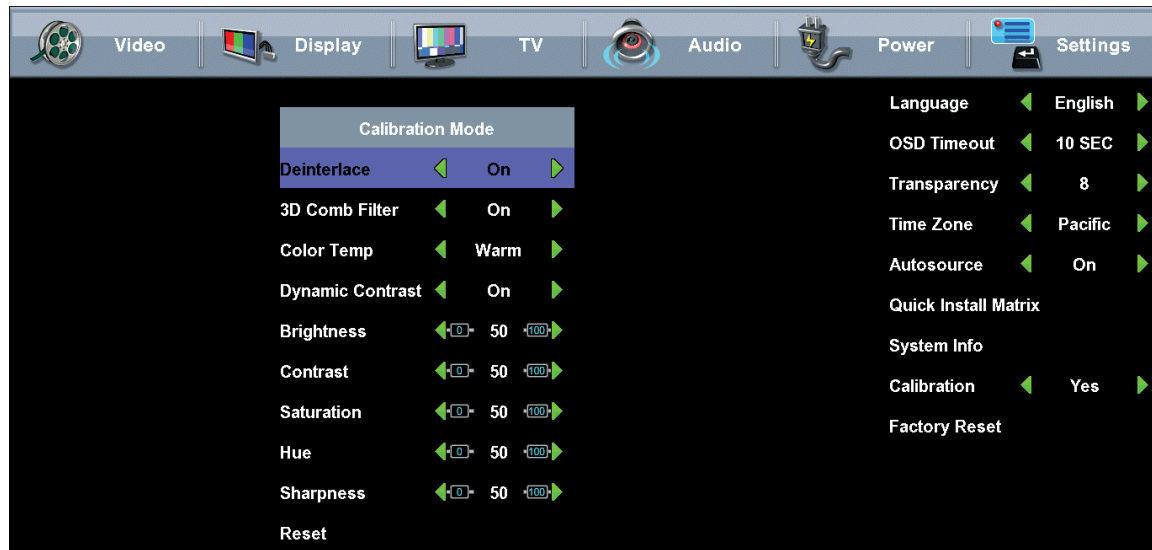 Video Display TV Audio Power Settings
Calibration Mode
Deinterlace On
3D Comb Filter On
Color Temp Warm
Dynamic Contrast On
Brightness 0 50 100
Contrast 0 50 100
Saturation 0 50 100
Hue 0 50 100
Sharpness 0 50 100
Reset
Language English
OSD Timeout 10 SEC
Transparency 8
Time Zone Pacific
Autosource On
Quick Install Matrix
System Info
Calibration Yes
Factory Reset